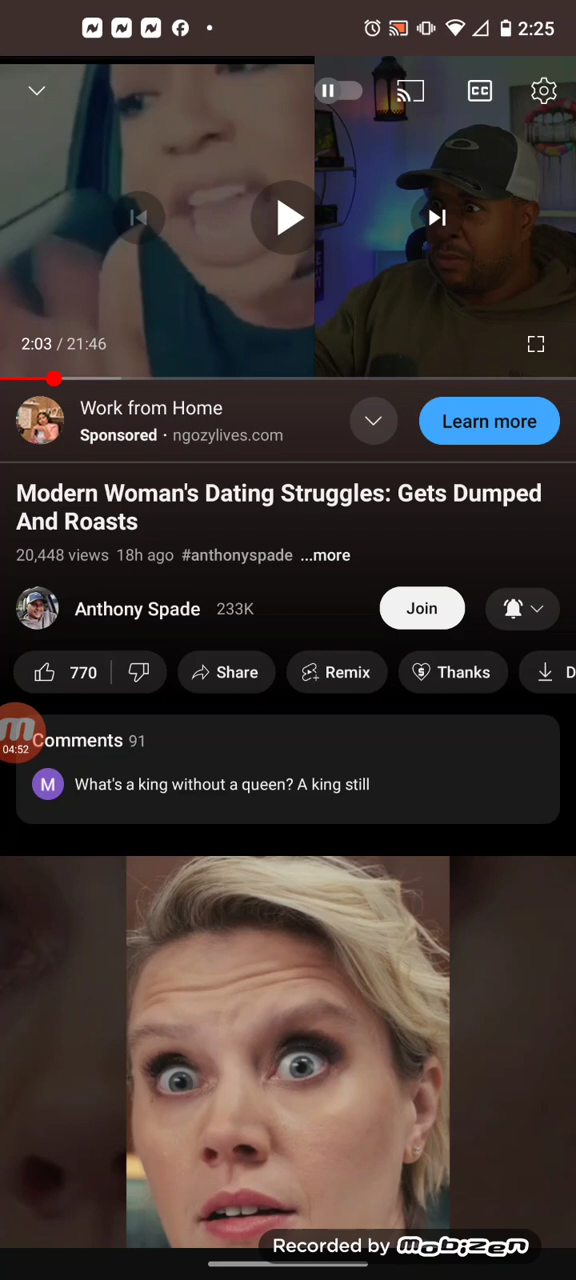 2:25
CC
2:03 / 21:46
Work from Home
Sponsored · ngozylives.com
Learn more
Modern Woman's Dating Struggles: Gets Dumped
And Roasts
20,448 views 18h ago #anthonyspade ...more
Anthony Spade 233K
Join
770
Share
Remix
Thanks
D
m
04:52
Comments 91
M
What's a king without a queen? A king still
Recorded by mobizen